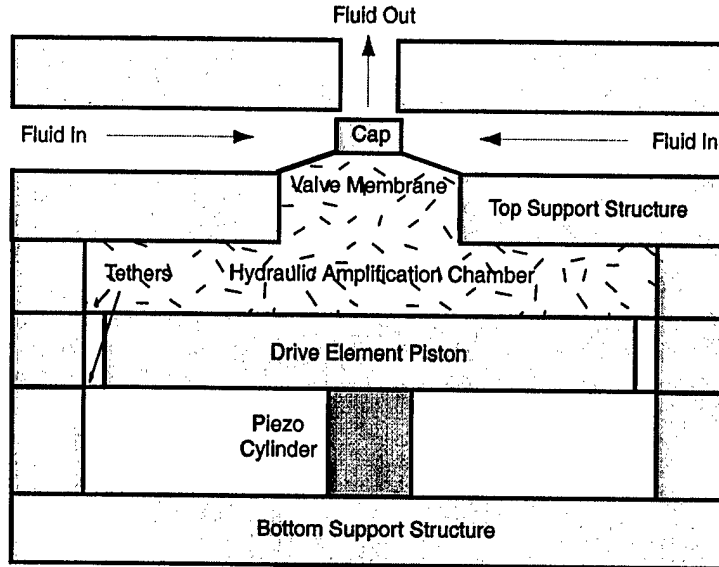 Fluid Out
Fluid In
Cap
Fluid In
Valve Membrane
Top Support Structure
Tethers
Hydraulic Amplification Chamber
Drive Element Piston
Piezo
Cylinder
Bottom Support Structure